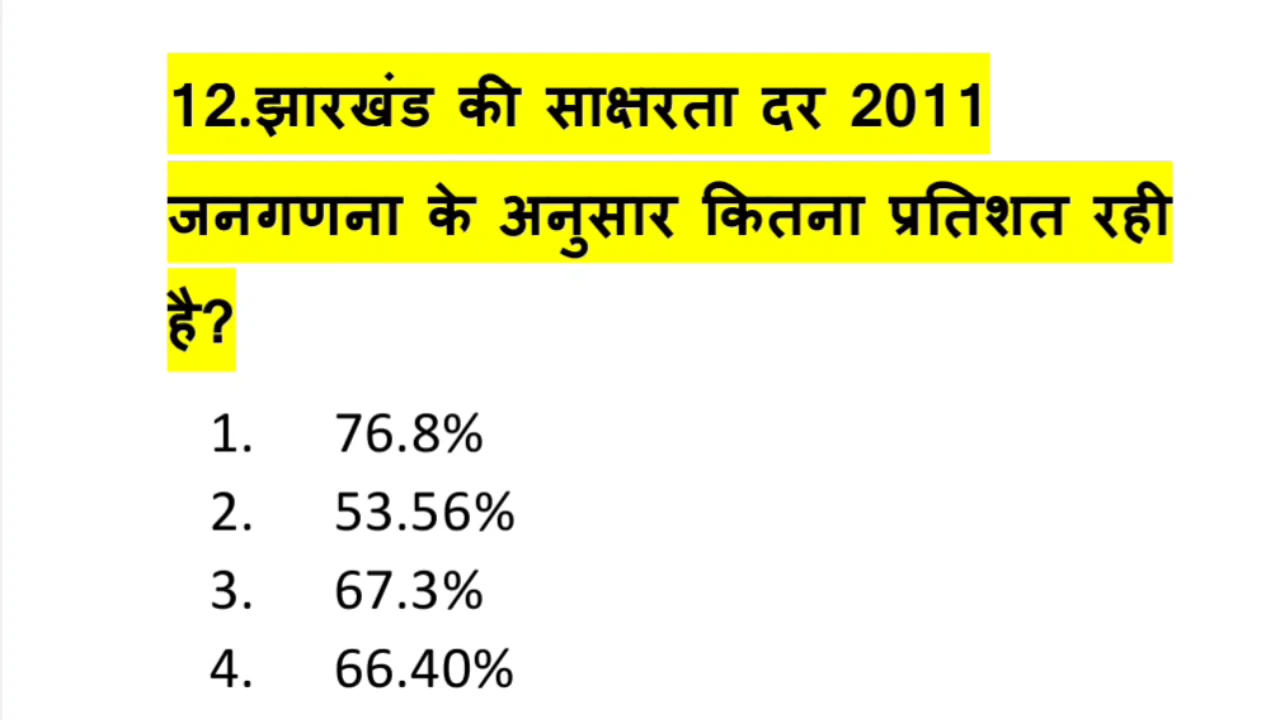 12.झारखंड की साक्षरता दर 2011
जनगणना के अनुसार कितना प्रतिशत रही
है?
1. 76.8%
2. 53.56%
3. 67.3%
4. 66.40%